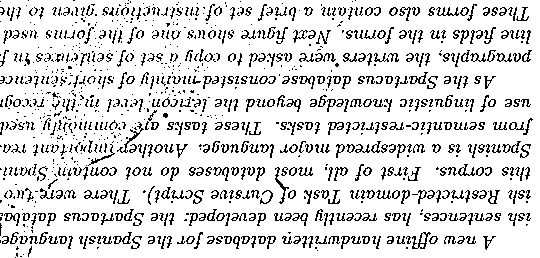 A new offline handwritten database for the Spanish language
ish sentences, has recently been developed: the Spartacus databas
ish Restricted-domain Task of Cursive Script). There were two
this corpus. First of all, most databases do not contain Spani
Spanish is a widespread major language. Another important rea
from semantic-restricted tasks. These tasks are commonly used
use of linguistic knowledge beyond the lexicon level in the recogn
As the Spartacus database consisted mainly of short sentence
paragraphs, the writers were asked to copy a set of sentences in f
line fields in the forms. Next figure shows one of the forms used
These forms also contain a brief set of instructions given to the